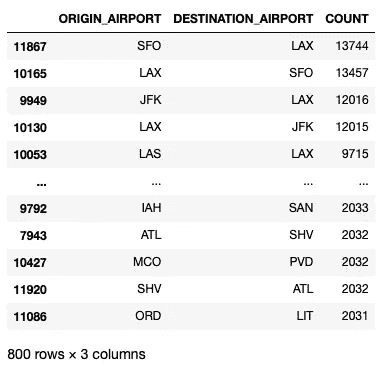 ORIGIN_AIRPORT DESTINATION_AIRPORT COUNT
11867 SFO LAX 13744
10165 LAX SFO 13457
9949 JFK LAX 12016
10130 LAX JFK 12015
10053 LAS LAX 9715
... ... ... ...
9792 IAH SAN 2033
7943 ATL SHV 2032
10427 MCO PVD 2032
11920 SHV ATL 2032
11086 ORD LIT 2031
800 rows × 3 columns